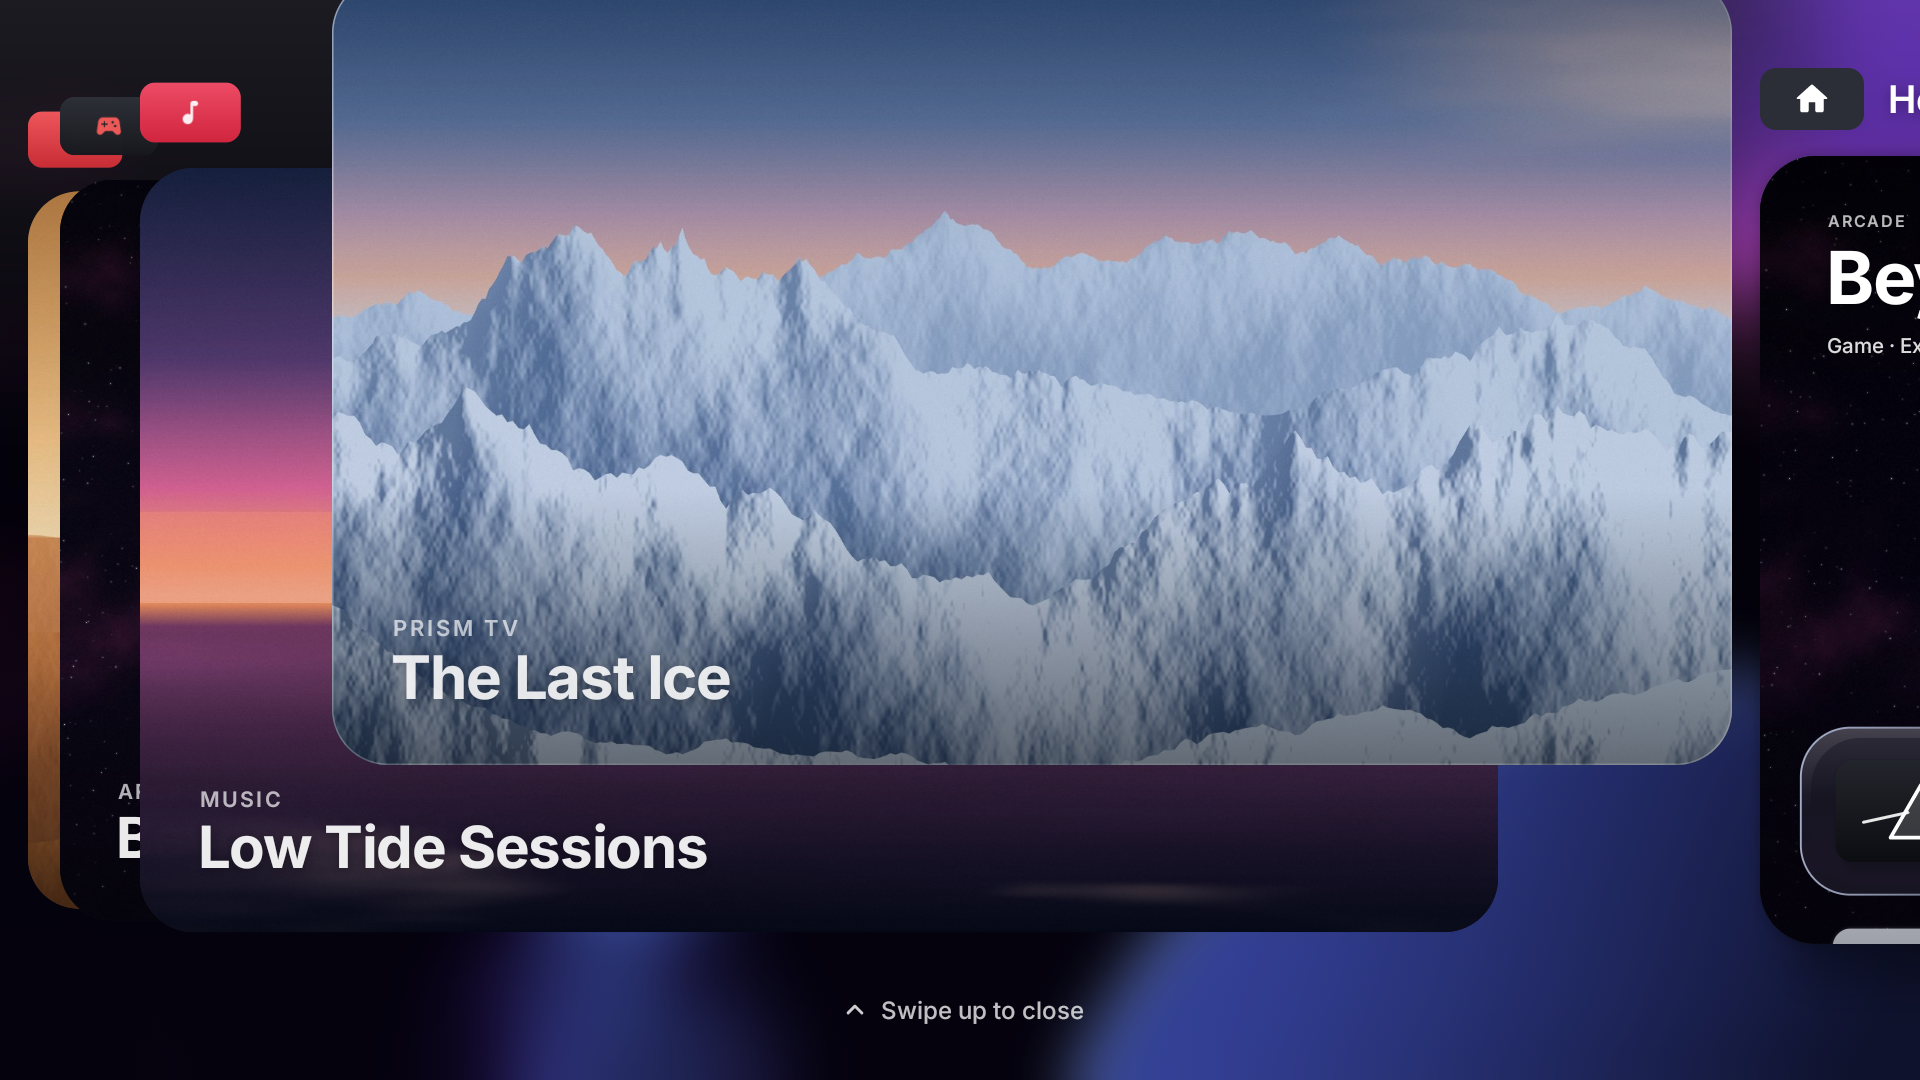 PRISM TV
The Last Ice
MUSIC
Low Tide Sessions
ARCADE
Game
Swipe up to close